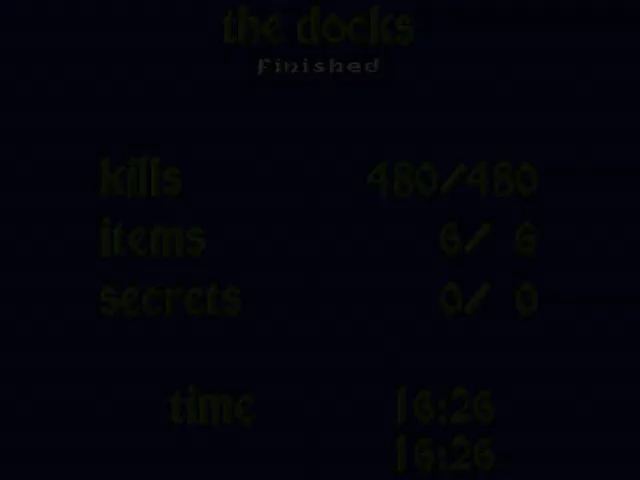 the docks
Finished
kills 480/480
items 6/ 6
secrets 0/ 0
time 16:26
16:26